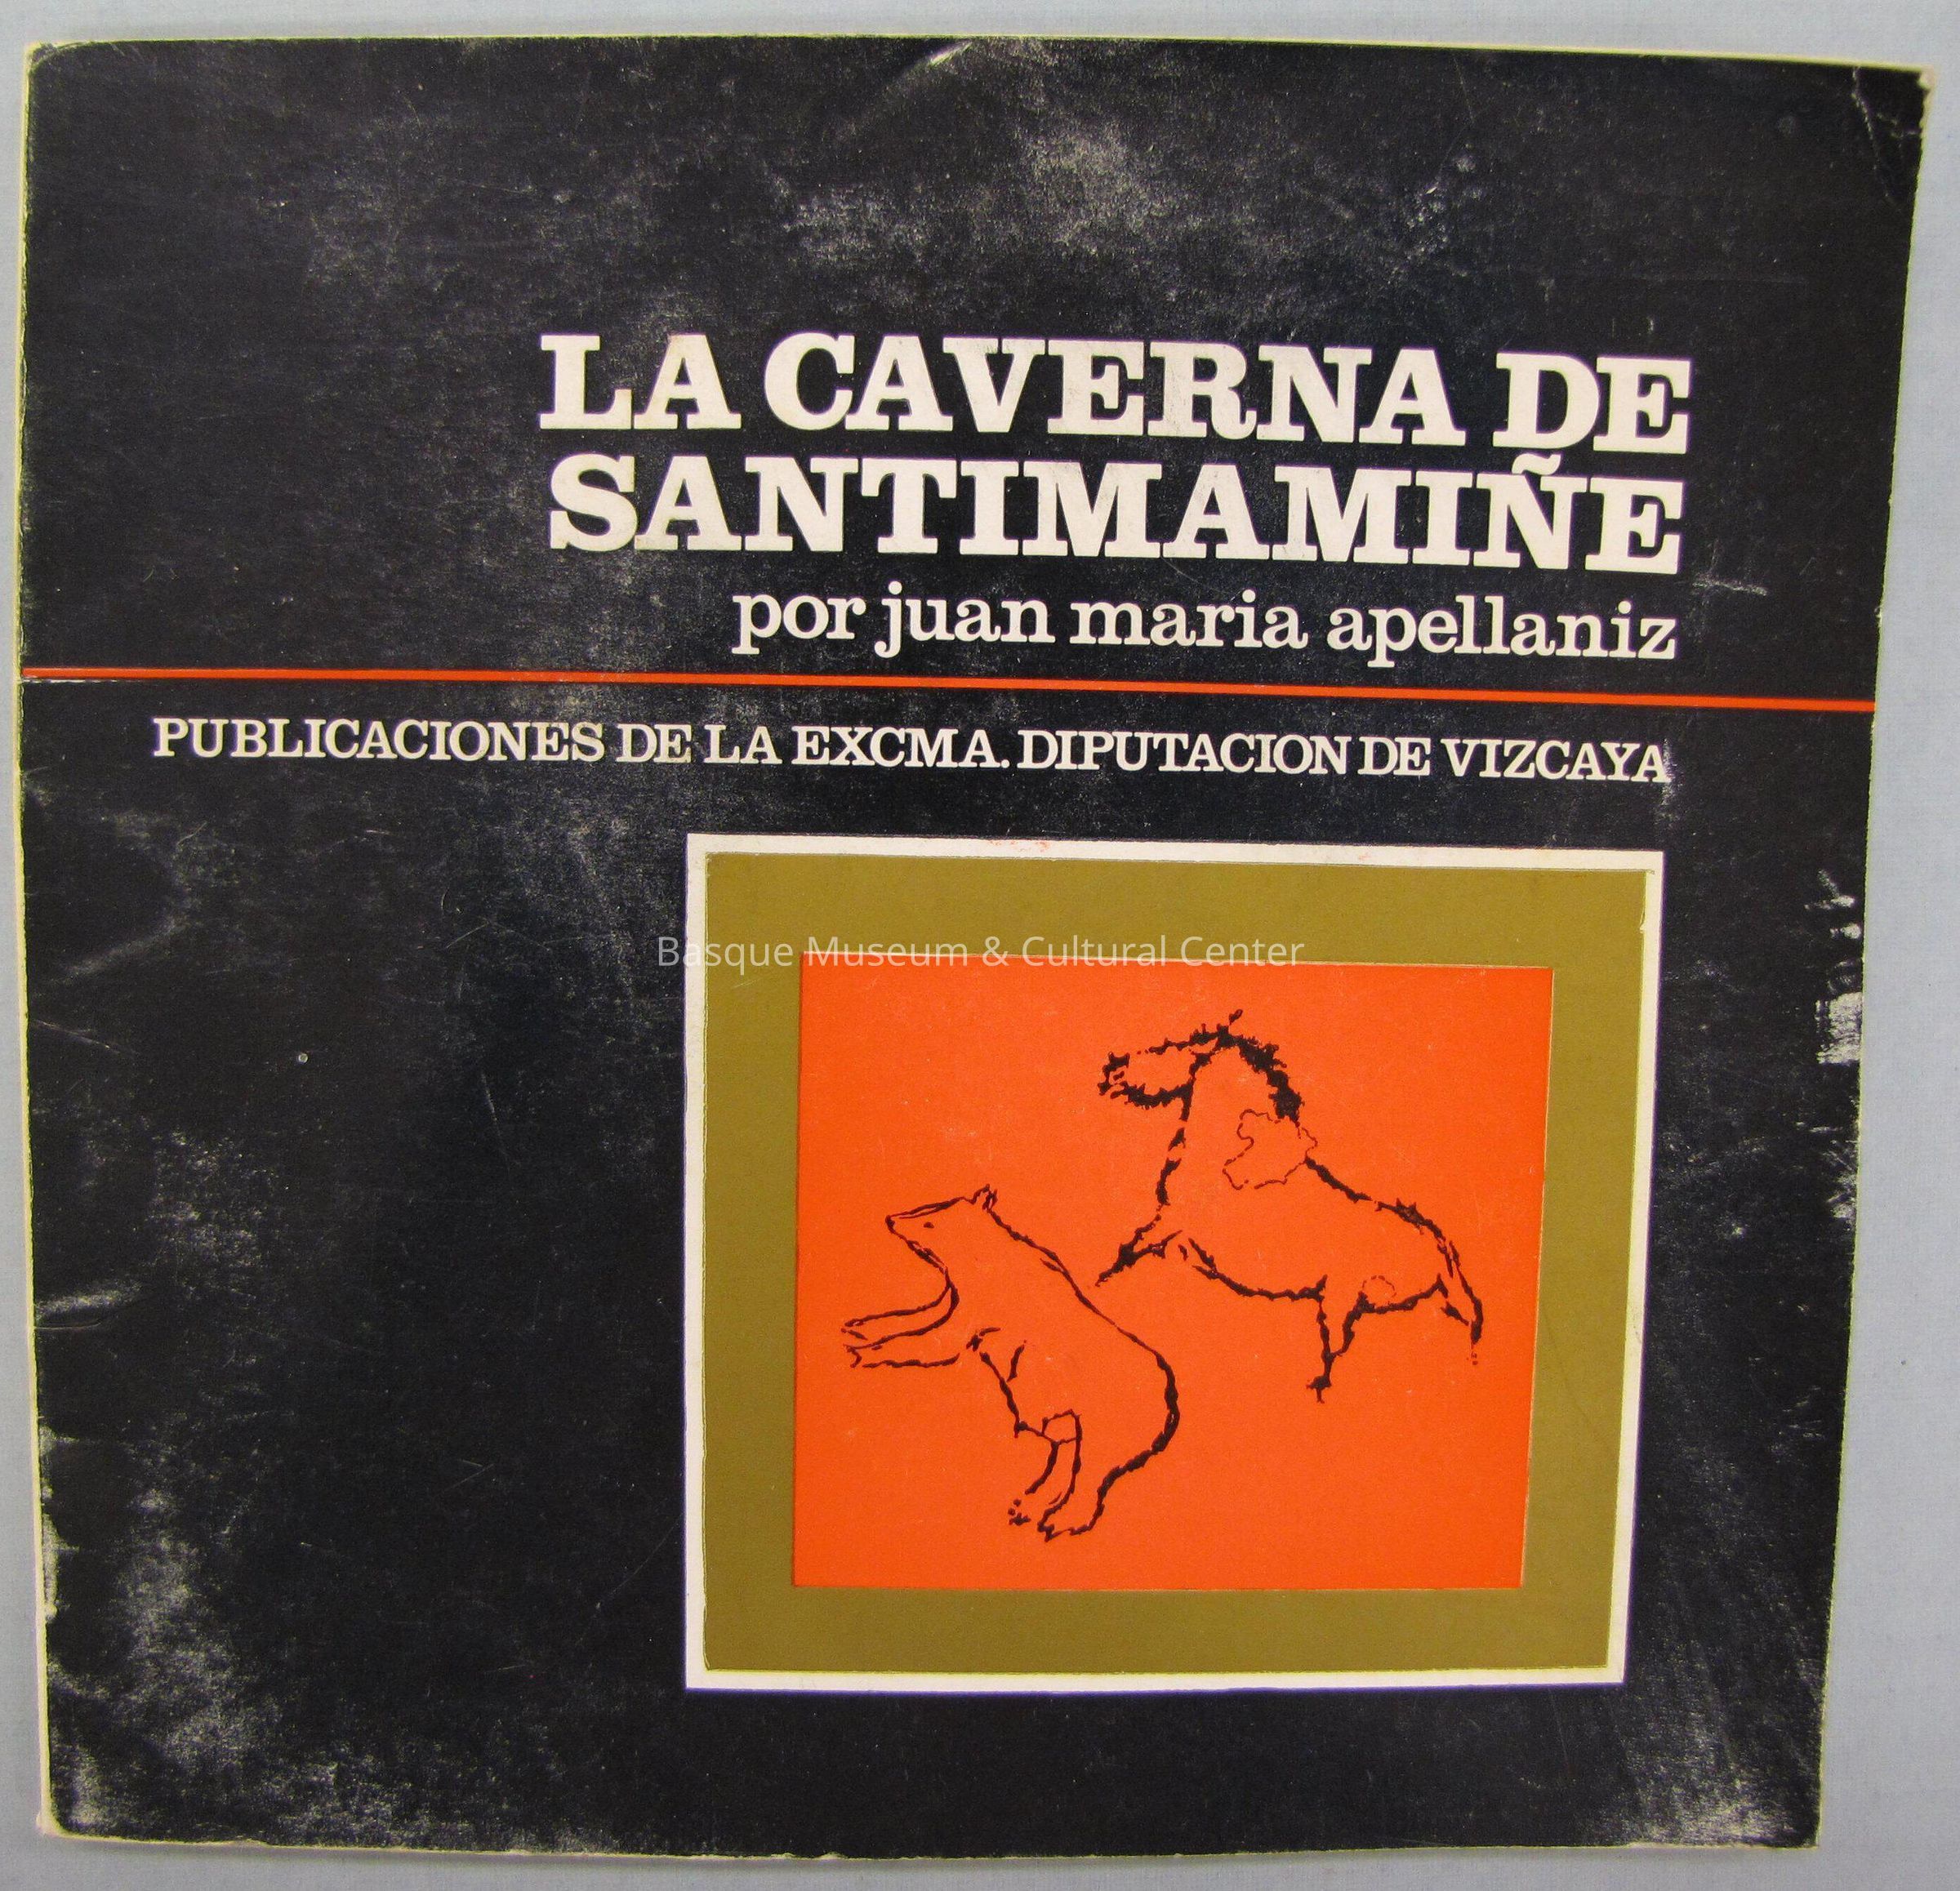 LA CAVERNA DE
SANTIMAMIÑE
por juan maria apellaniz
PUBLICACIONES DE LA EXCMA. DIPUTACION DE VIZCAYA
Basque Museum & Cultural Center